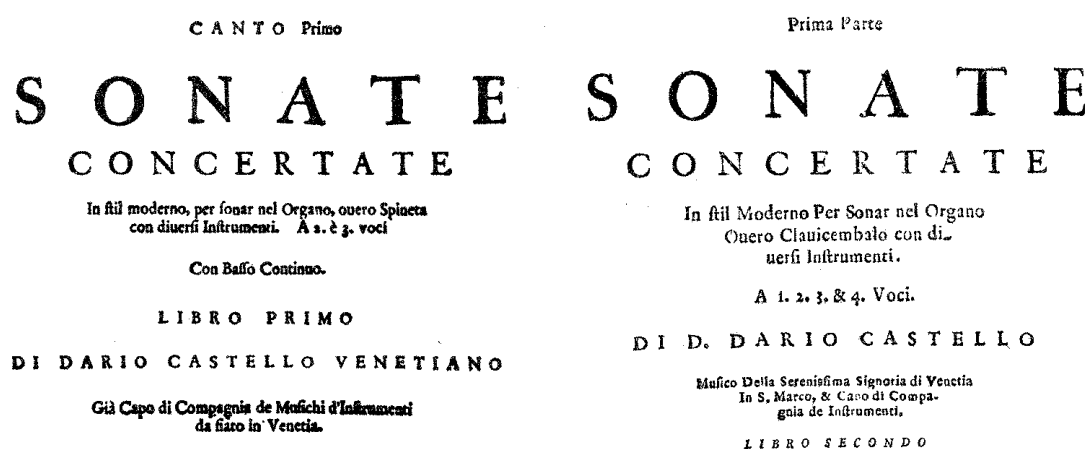 CANTO Primo
SONATE
CONCERTATE
In ſtil moderno, per ſonar nel Organo, ouero Spineta
con diuerſi Inſtrumenti. A 2. è 3. voci
Con Baſſo Continuo.
LIBRO PRIMO
DI DARIO CASTELLO VENETIANO
Già Capo di Compagnia de Muſichi d'Inſtrumenti
da fiato in Venetia.
Prima Parte
SONATE
CONCERTATE
In ſtil Moderno Per Sonar nel Organo
Ouero Clauicembalo con di-
uerſi Inſtrumenti.
A 1. 2. 3. & 4. Voci.
DI D. DARIO CASTELLO
Muſico Della Sereniſſima Signoria di Venetia
In S. Marco, & Capo di Compa-
gnia de Inſtrumenti.
LIBRO SECONDO